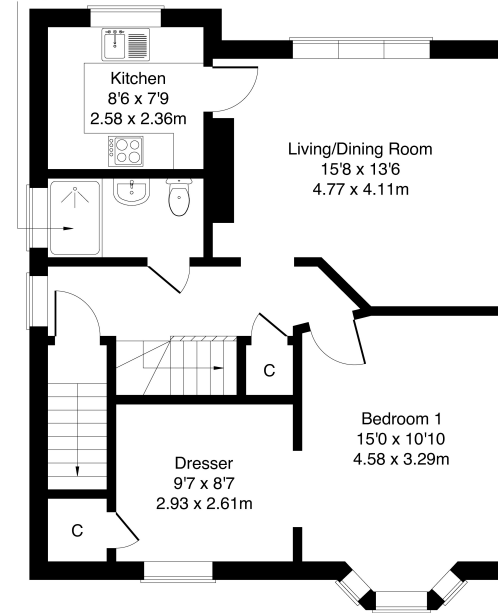 Kitchen
8'6 x 7'9
2.58 x 2.36m
Living/Dining Room
15'8 x 13'6
4.77 x 4.11m
C
Bedroom 1
15'0 x 10'10
4.58 x 3.29m
Dresser
9'7 x 8'7
2.93 x 2.61m
C